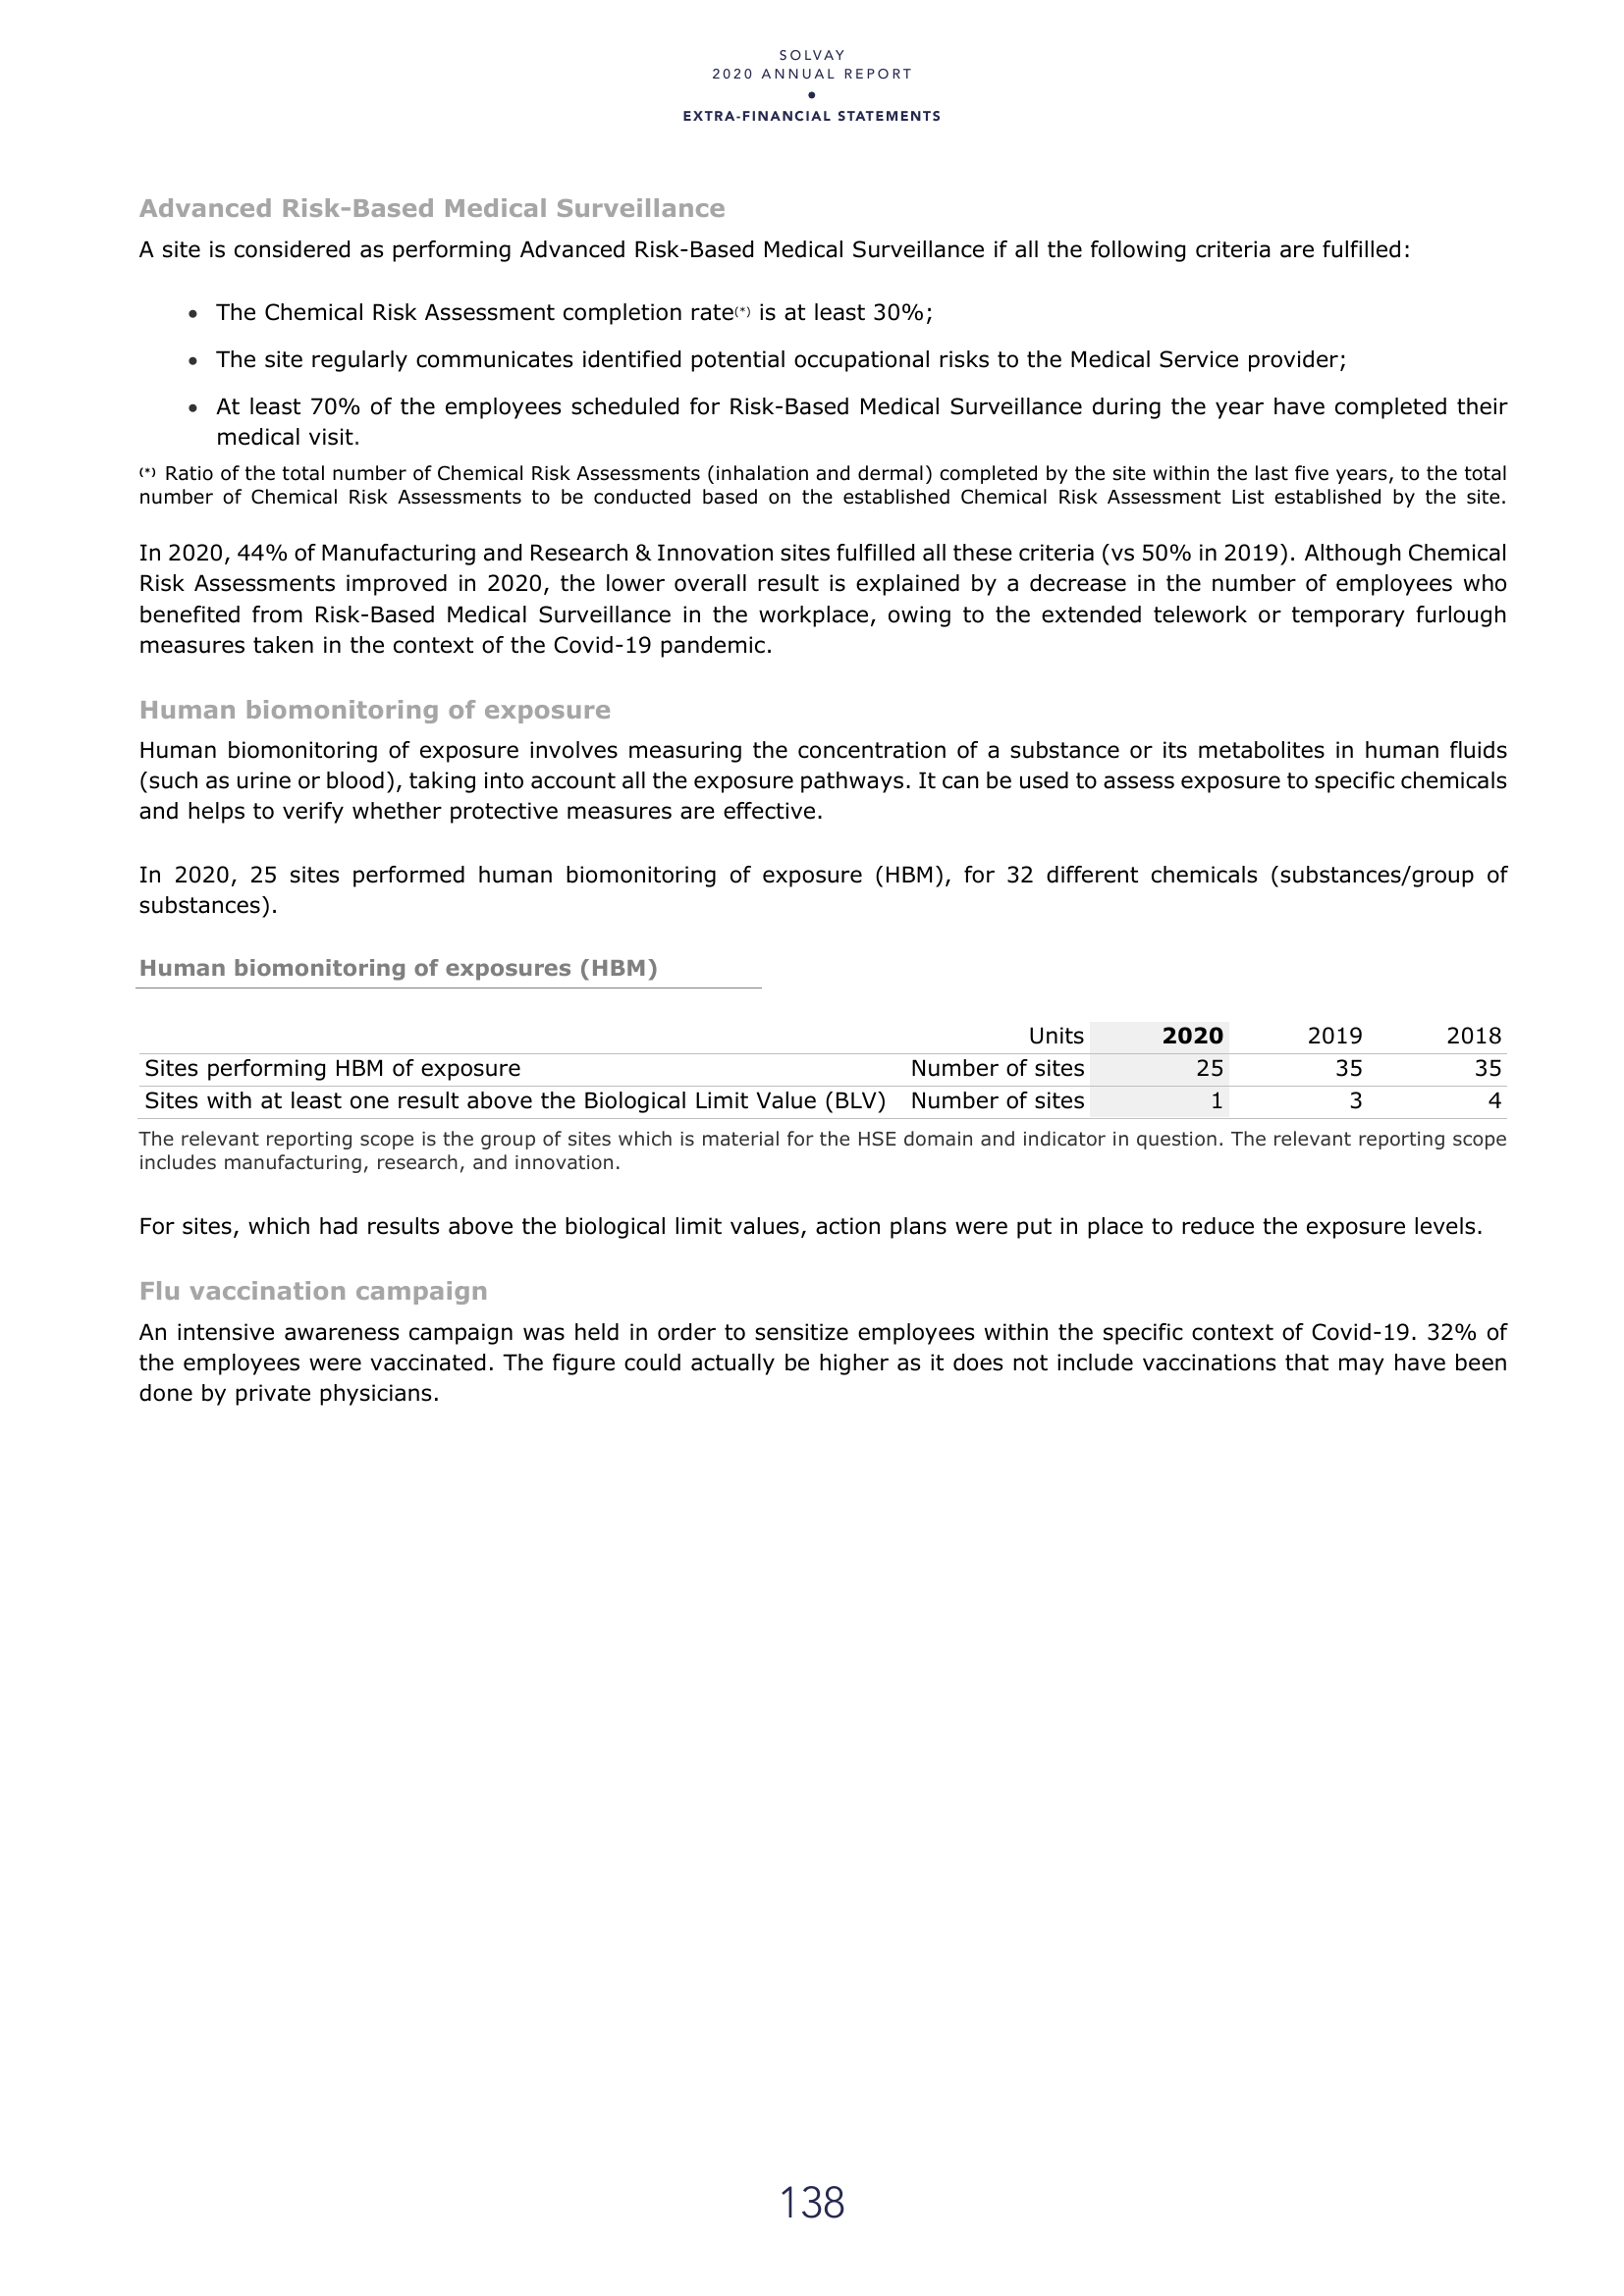 SOLVAY
2020 ANNUAL REPORT
•
EXTRA-FINANCIAL STATEMENTS
Advanced Risk-Based Medical Surveillance
A site is considered as performing Advanced Risk-Based Medical Surveillance if all the following criteria are fulfilled:
• The Chemical Risk Assessment completion rate(*) is at least 30%;
• The site regularly communicates identified potential occupational risks to the Medical Service provider;
• At least 70% of the employees scheduled for Risk-Based Medical Surveillance during the year have completed their
medical visit.
(*) Ratio of the total number of Chemical Risk Assessments (inhalation and dermal) completed by the site within the last five years, to the total
number of Chemical Risk Assessments to be conducted based on the established Chemical Risk Assessment List established by the site.
In 2020, 44% of Manufacturing and Research & Innovation sites fulfilled all these criteria (vs 50% in 2019). Although Chemical
Risk Assessments improved in 2020, the lower overall result is explained by a decrease in the number of employees who
benefited from Risk-Based Medical Surveillance in the workplace, owing to the extended telework or temporary furlough
measures taken in the context of the Covid-19 pandemic.
Human biomonitoring of exposure
Human biomonitoring of exposure involves measuring the concentration of a substance or its metabolites in human fluids
(such as urine or blood), taking into account all the exposure pathways. It can be used to assess exposure to specific chemicals
and helps to verify whether protective measures are effective.
In 2020, 25 sites performed human biomonitoring of exposure (HBM), for 32 different chemicals (substances/group of
substances).
Human biomonitoring of exposures (HBM)
Units 2020 2019 2018
Sites performing HBM of exposure Number of sites 25 35 35
Sites with at least one result above the Biological Limit Value (BLV) Number of sites 1 3 4
The relevant reporting scope is the group of sites which is material for the HSE domain and indicator in question. The relevant reporting scope
includes manufacturing, research, and innovation.
For sites, which had results above the biological limit values, action plans were put in place to reduce the exposure levels.
Flu vaccination campaign
An intensive awareness campaign was held in order to sensitize employees within the specific context of Covid-19. 32% of
the employees were vaccinated. The figure could actually be higher as it does not include vaccinations that may have been
done by private physicians.
138